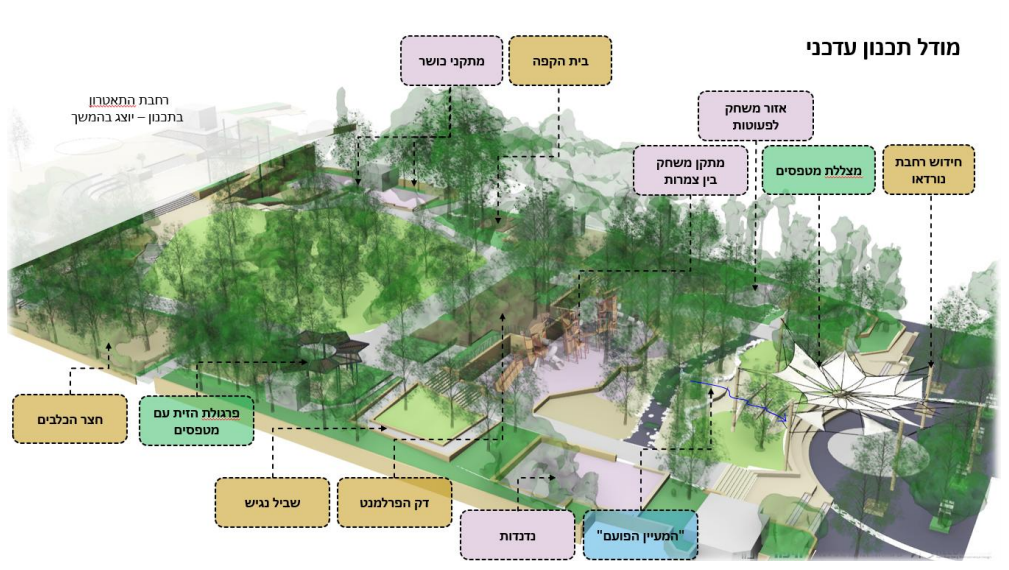 מודל תכנון עדכני
בית הקפה
מתקני כושר
רחבת התאטרון
בתכנון – יוצג בהמשך
אזור משחק
לפעוטות
חידוש רחבת
נורדאו
מצללת מטפסים
מתקן משחק
בין צמרות
חצר הכלבים
פרגולת הזית עם
מטפסים
דק הפרלמנט
שביל נגיש
"המעיין הפועם"
נדנדות